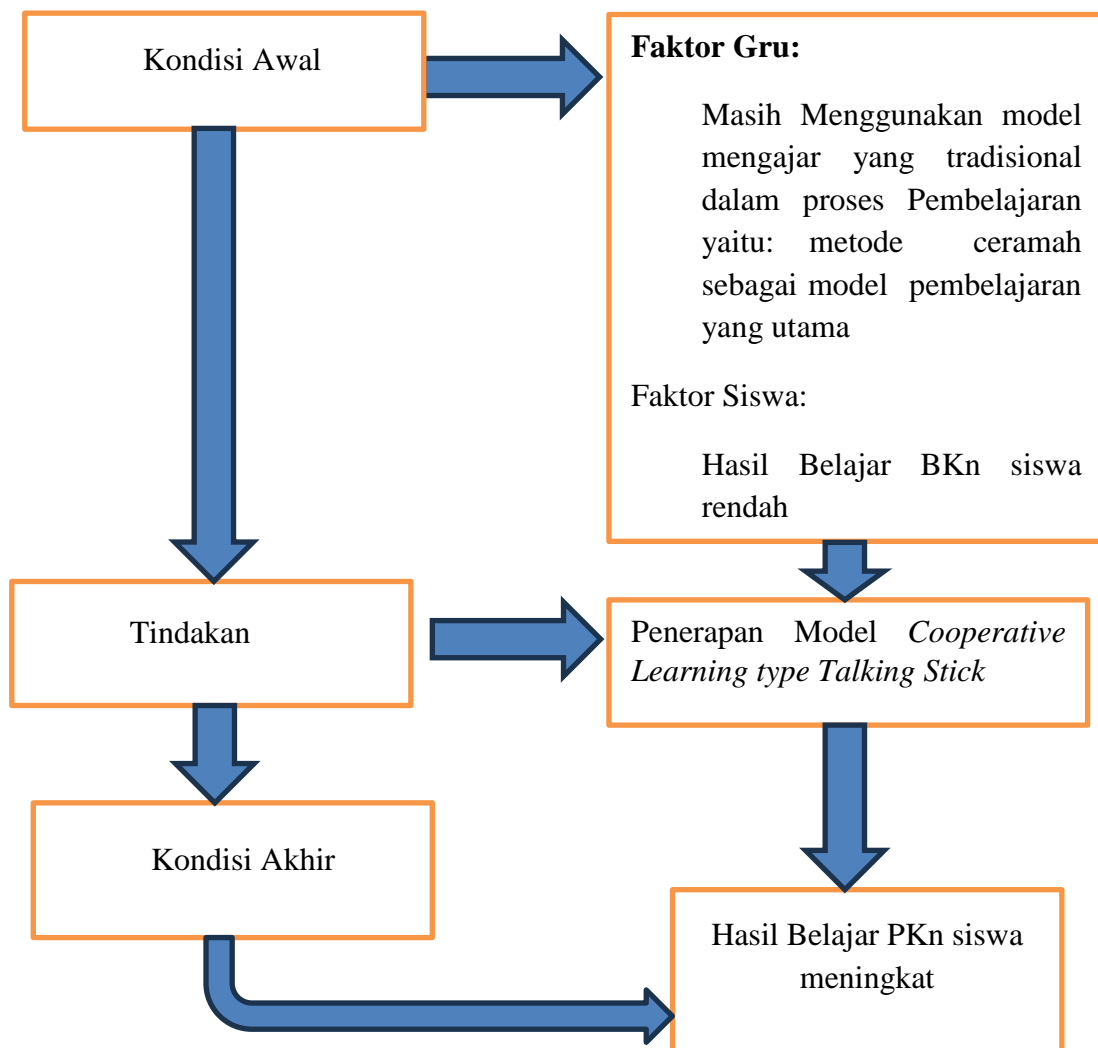 Kondisi Awal
Faktor Gru:
Masih Menggunakan model
mengajar yang tradisional
dalam proses Pembelajaran
yaitu: metode ceramah
sebagai model pembelajaran
yang utama
Faktor Siswa:
Hasil Belajar BKn siswa
rendah
Tindakan
Penerapan Model Cooperative
Learning type Talking Stick
Kondisi Akhir
Hasil Belajar PKn siswa
meningkat